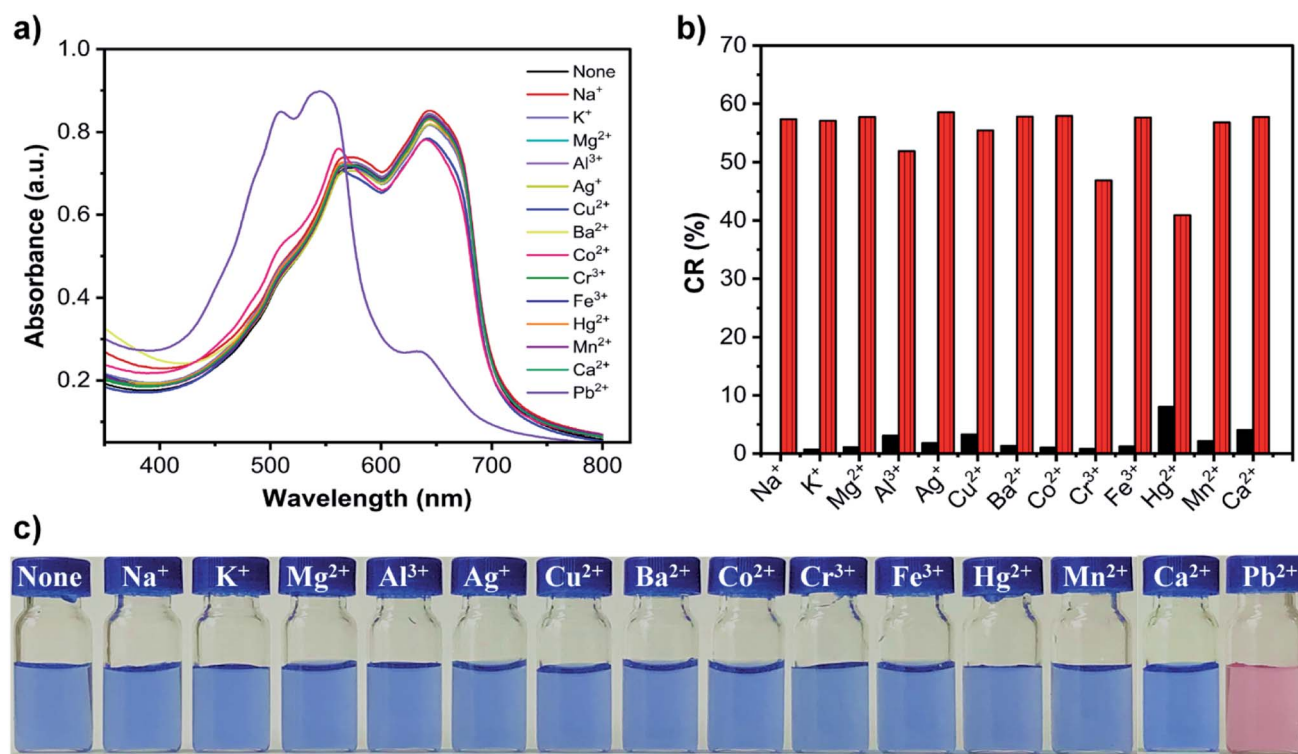 a)
1.0
0.8
0.6
0.4
0.2
Absorbance (a.u.)
400 500 600 700 800
Wavelength (nm)
None
Na⁺
K⁺
Mg²⁺
Al³⁺
Ag⁺
Cu²⁺
Ba²⁺
Co²⁺
Cr³⁺
Fe³⁺
Hg²⁺
Mn²⁺
Ca²⁺
Pb²⁺
b)
70
60
50
40
30
20
10
0
CR (%)
Na⁺ K⁺ Mg²⁺ Al³⁺ Ag⁺ Cu²⁺ Ba²⁺ Co²⁺ Cr³⁺ Fe³⁺ Hg²⁺ Mn²⁺ Ca²⁺
c)
None Na⁺ K⁺ Mg²⁺ Al³⁺ Ag⁺ Cu²⁺ Ba²⁺ Co²⁺ Cr³⁺ Fe³⁺ Hg²⁺ Mn²⁺ Ca²⁺ Pb²⁺